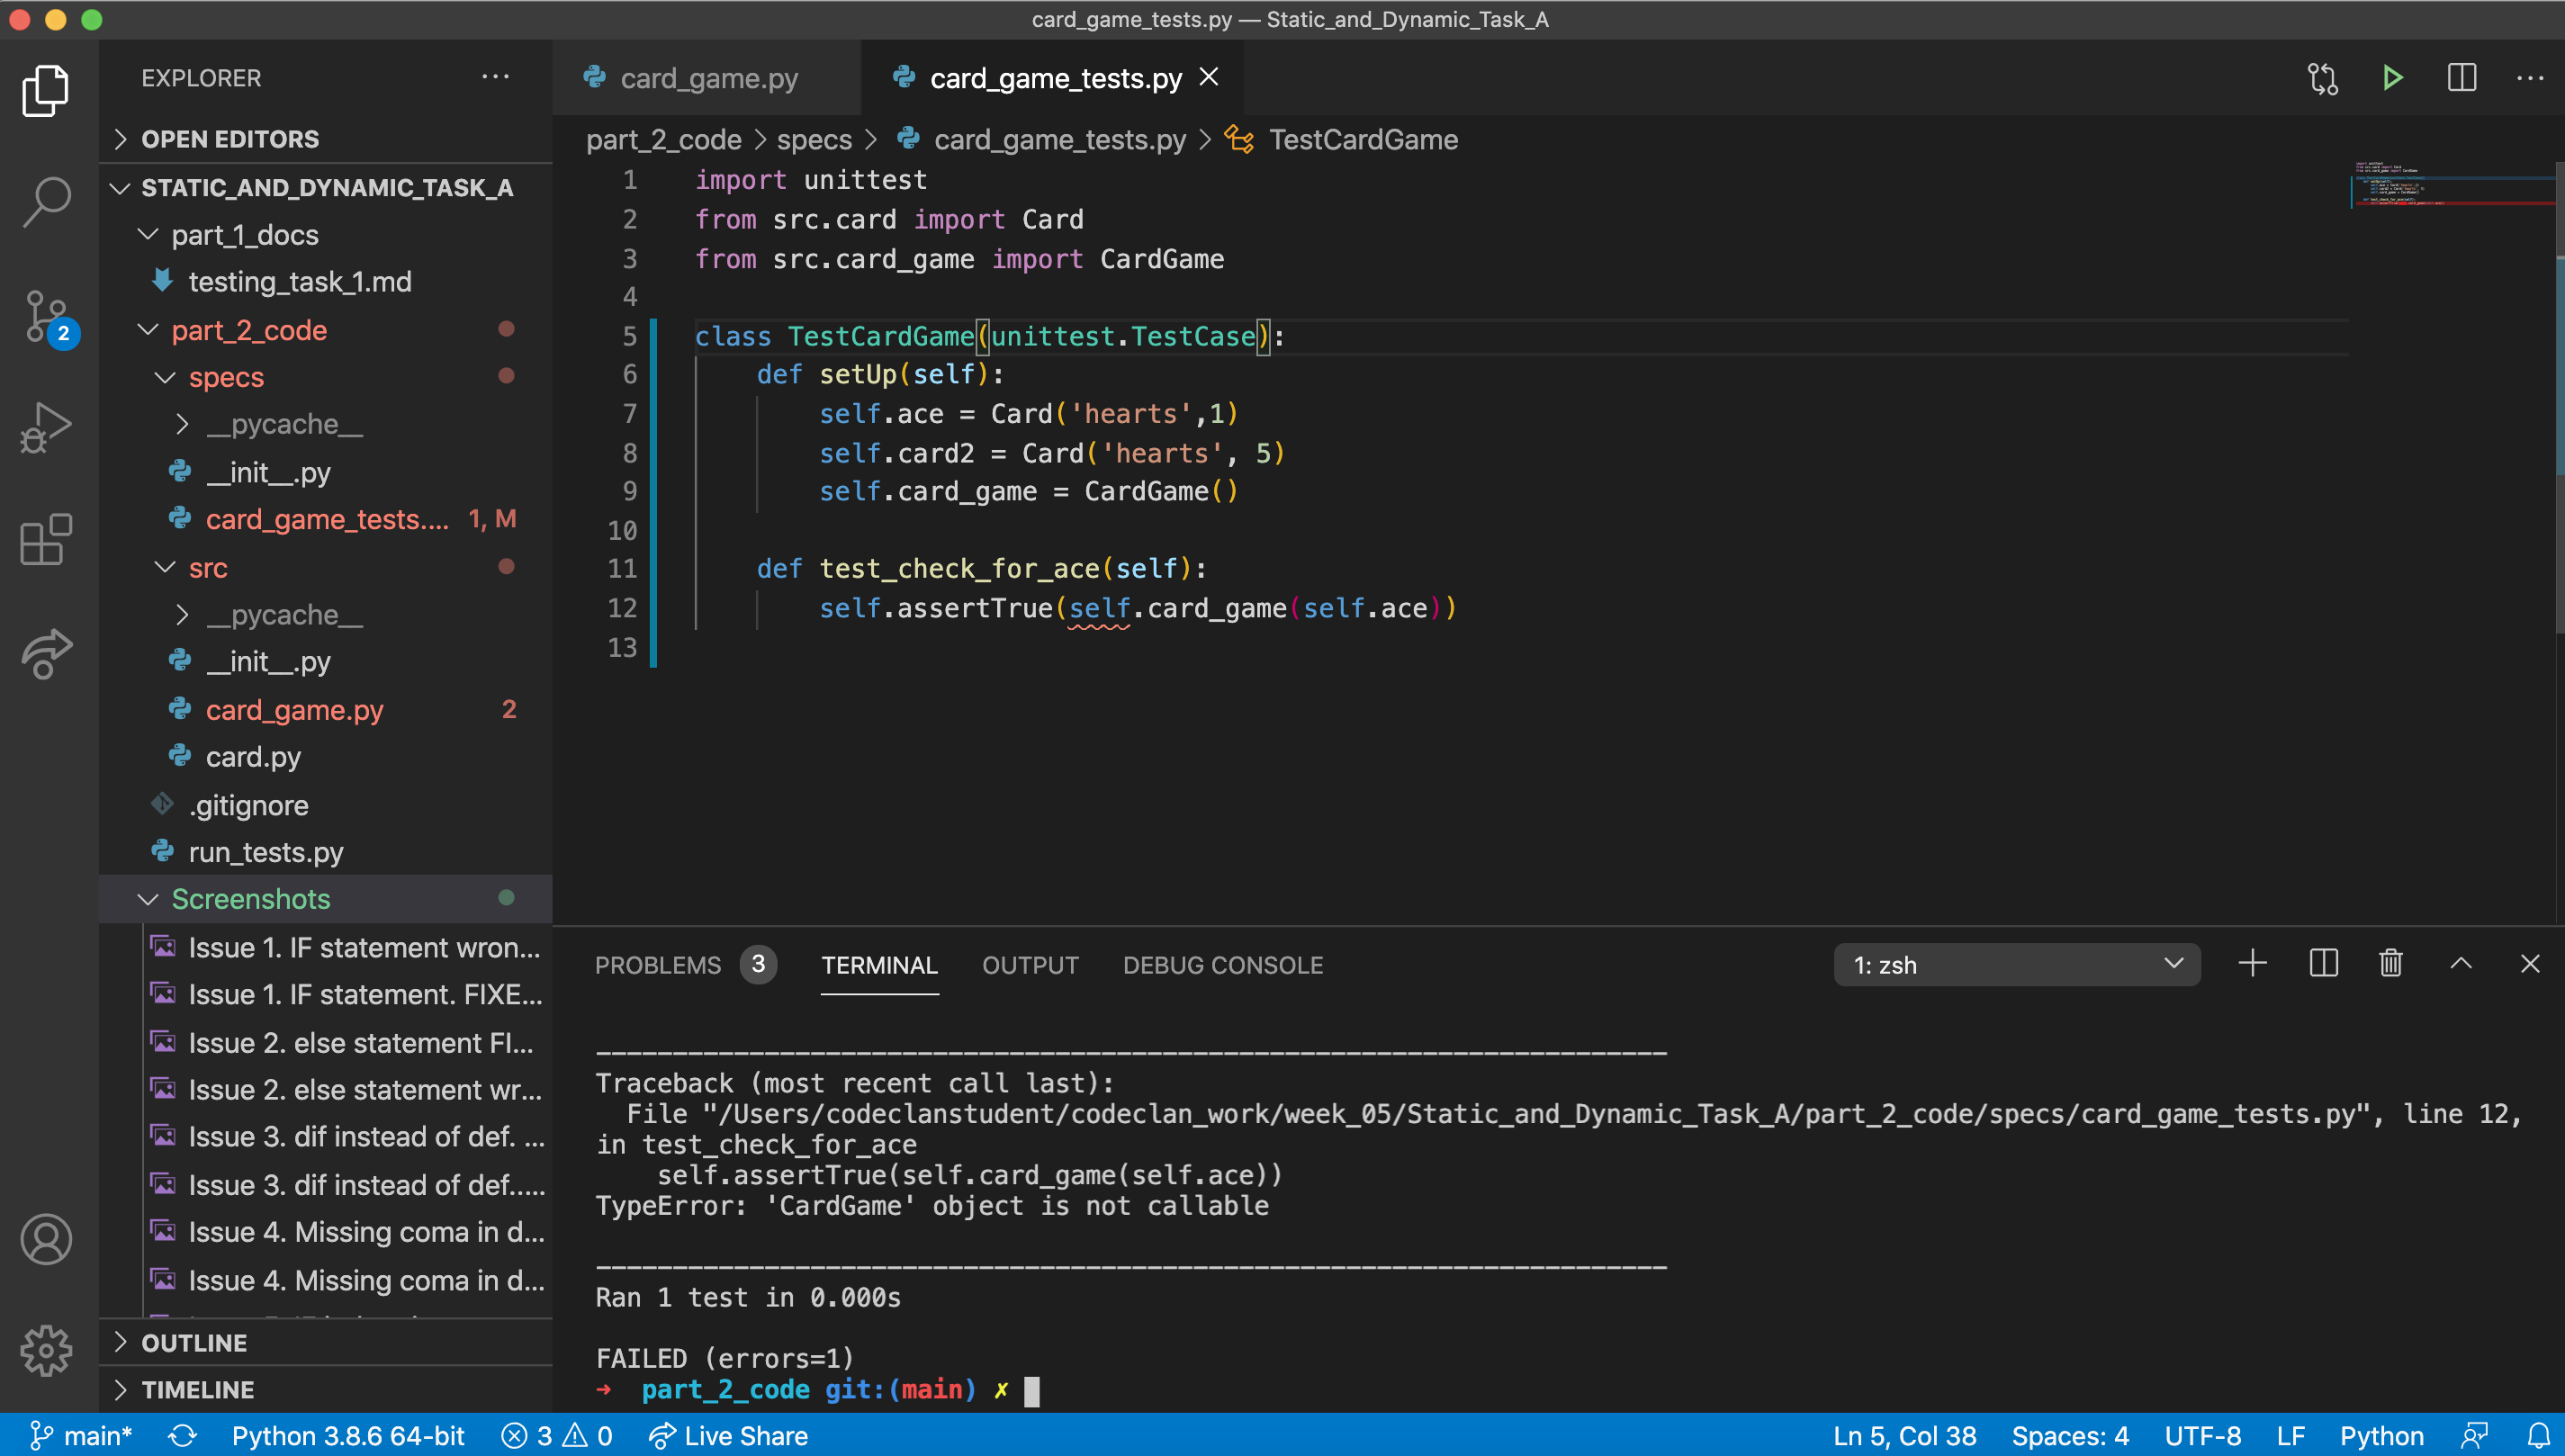 card_game_tests.py — Static_and_Dynamic_Task_A
EXPLORER
OPEN EDITORS
STATIC_AND_DYNAMIC_TASK_A
part_1_docs
testing_task_1.md
part_2_code
specs
__pycache__
__init__.py
card_game_tests.... 1, M
src
__pycache__
__init__.py
card_game.py 2
card.py
.gitignore
run_tests.py
Screenshots
Issue 1. IF statement wron...
Issue 1. IF statement. FIXE...
Issue 2. else statement FI...
Issue 2. else statement wr...
Issue 3. dif instead of def. ...
Issue 3. dif instead of def.....
Issue 4. Missing coma in d...
Issue 4. Missing coma in d...
OUTLINE
TIMELINE
2
card_game.py
card_game_tests.py
part_2_code > specs > card_game_tests.py > TestCardGame
1 import unittest
2 from src.card import Card
3 from src.card_game import CardGame
4
5 class TestCardGame(unittest.TestCase):
6 def setUp(self):
7 self.ace = Card('hearts',1)
8 self.card2 = Card('hearts', 5)
9 self.card_game = CardGame()
10
11 def test_check_for_ace(self):
12 self.assertTrue(self.card_game(self.ace))
13
PROBLEMS 3 TERMINAL OUTPUT DEBUG CONSOLE 1: zsh
----------------------------------------------------------------------
Traceback (most recent call last):
File "/Users/codeclanstudent/codeclan_work/week_05/Static_and_Dynamic_Task_A/part_2_code/specs/card_game_tests.py", line 12,
in test_check_for_ace
self.assertTrue(self.card_game(self.ace))
TypeError: 'CardGame' object is not callable
----------------------------------------------------------------------
Ran 1 test in 0.000s
FAILED (errors=1)
➜ part_2_code git:(main) ✗
main* Python 3.8.6 64-bit 3 0 Live Share Ln 5, Col 38 Spaces: 4 UTF-8 LF Python